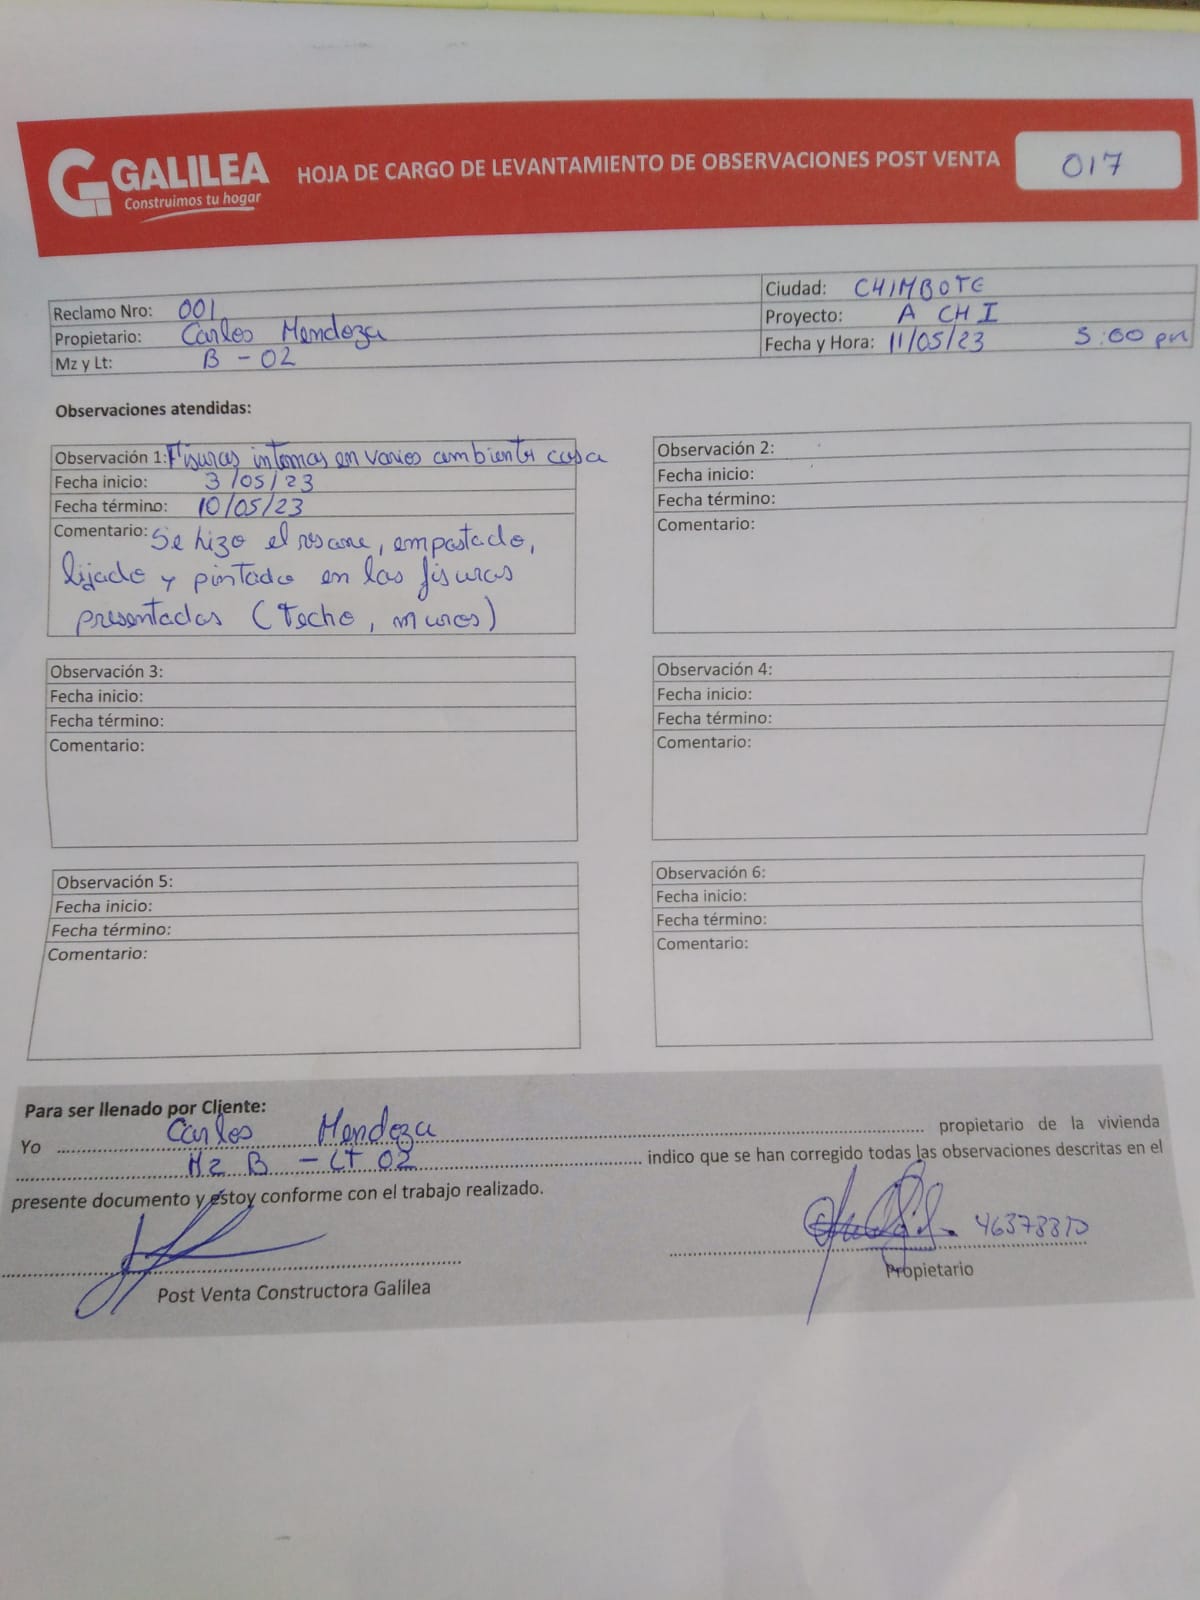 GALILEA
Construimos tu hogar
HOJA DE CARGO DE LEVANTAMIENTO DE OBSERVACIONES POST VENTA
017
Reclamo Nro: 001
Propietario: Carlos Mendoza
Mz y Lt: B - 02
Ciudad: CHIMBOTE
Proyecto: A CH I
Fecha y Hora: 11/05/23 5:00 pm
Observaciones atendidas:
Observación 1: Fisuras internas en varios ambientes casa
Fecha inicio: 3/05/23
Fecha término: 10/05/23
Comentario: Se hizo el resane, empastado,
lijado y pintado en las fisuras
presentadas (Techo, muros)
Observación 2:
Fecha inicio:
Fecha término:
Comentario:
Observación 3:
Fecha inicio:
Fecha término:
Comentario:
Observación 4:
Fecha inicio:
Fecha término:
Comentario:
Observación 5:
Fecha inicio:
Fecha término:
Comentario:
Observación 6:
Fecha inicio:
Fecha término:
Comentario:
Para ser llenado por Cliente:
Yo Carlos Mendoza propietario de la vivienda
Mz B - LT 02 indico que se han corregido todas las observaciones descritas en el
presente documento y estoy conforme con el trabajo realizado.
Post Venta Constructora Galilea
Propietario